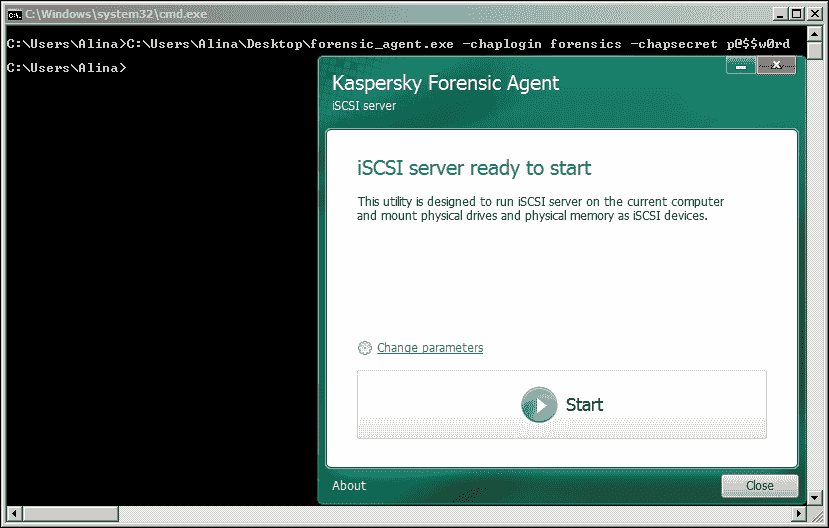 C:\Windows\system32\cmd.exe
C:\Users\Alina>C:\Users\Alina\Desktop\forensic_agent.exe -chaplogin forensics -chapsecret p@$$w0rd
C:\Users\Alina>
Kaspersky Forensic Agent
iSCSI server
iSCSI server ready to start
This utility is designed to run iSCSI server on the current computer
and mount physical drives and physical memory as iSCSI devices.
Change parameters
Start
About
Close